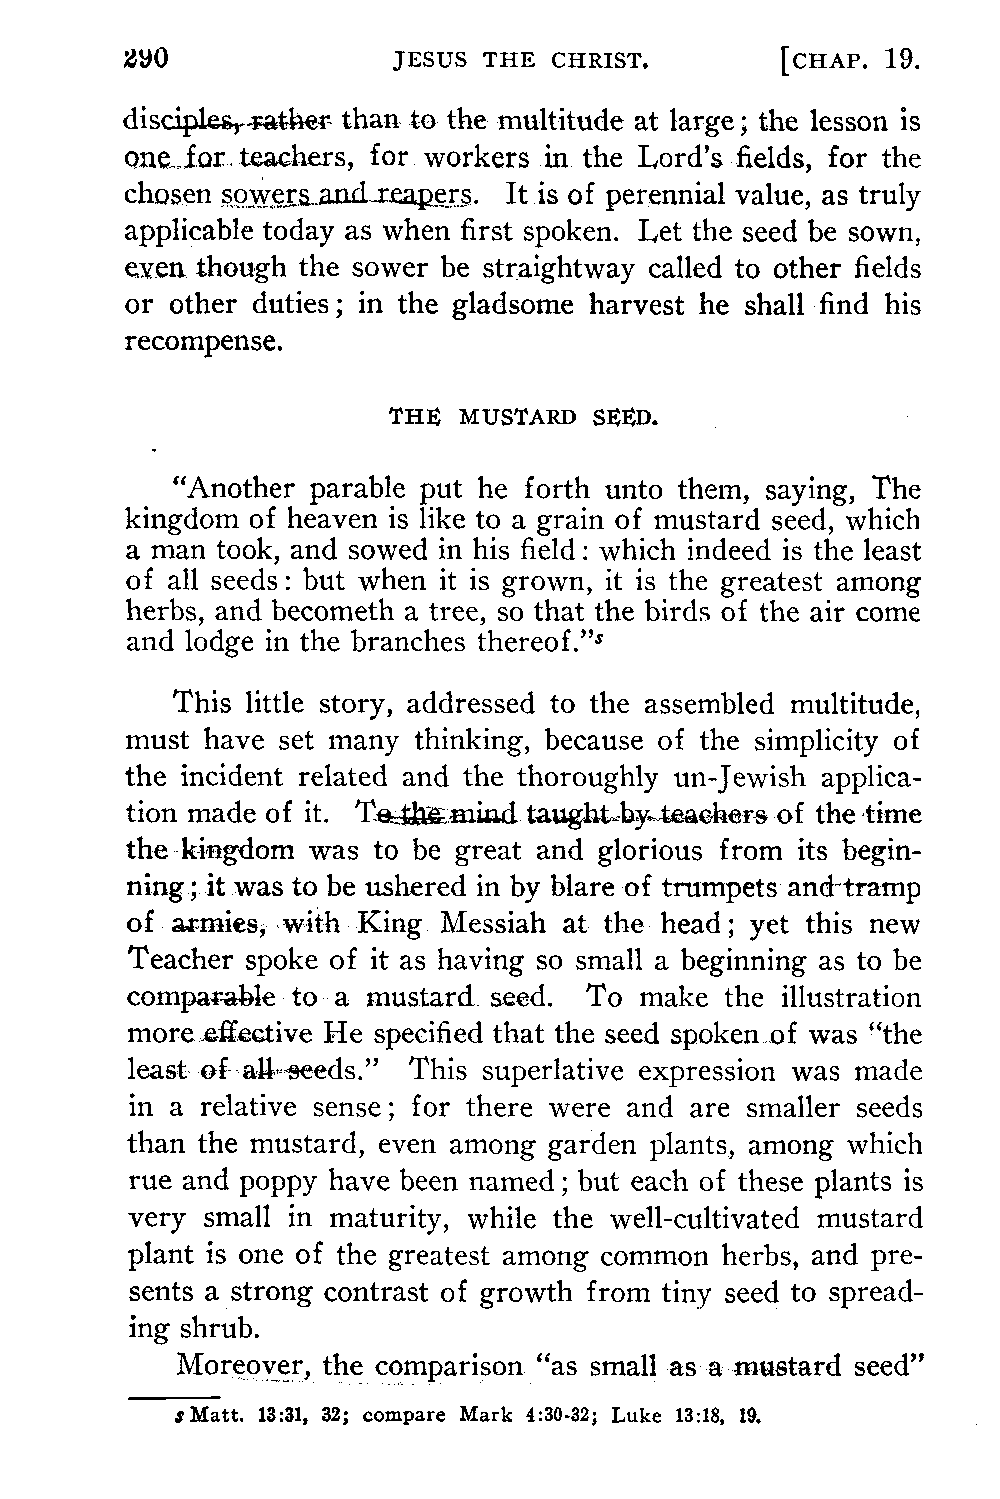 290 JESUS THE CHRIST. [CHAP. 19.
disciples, rather than to the multitude at large; the lesson is
one for teachers, for workers in the Lord's fields, for the
chosen sowers and reapers. It is of perennial value, as truly
applicable today as when first spoken. Let the seed be sown,
even though the sower be straightway called to other fields
or other duties; in the gladsome harvest he shall find his
recompense.
THE MUSTARD SEED.
“Another parable put he forth unto them, saying, The
kingdom of heaven is like to a grain of mustard seed, which
a man took, and sowed in his field: which indeed is the least
of all seeds: but when it is grown, it is the greatest among
herbs, and becometh a tree, so that the birds of the air come
and lodge in the branches thereof.”s
This little story, addressed to the assembled multitude,
must have set many thinking, because of the simplicity of
the incident related and the thoroughly un-Jewish applica-
tion made of it. To the mind taught by teachers of the time
the kingdom was to be great and glorious from its begin-
ning; it was to be ushered in by blare of trumpets and tramp
of armies, with King Messiah at the head; yet this new
Teacher spoke of it as having so small a beginning as to be
comparable to a mustard seed. To make the illustration
more effective He specified that the seed spoken of was “the
least of all seeds.” This superlative expression was made
in a relative sense; for there were and are smaller seeds
than the mustard, even among garden plants, among which
rue and poppy have been named; but each of these plants is
very small in maturity, while the well-cultivated mustard
plant is one of the greatest among common herbs, and pre-
sents a strong contrast of growth from tiny seed to spread-
ing shrub.
Moreover, the comparison “as small as a mustard seed”
s Matt. 13:31, 32; compare Mark 4:30-32; Luke 13:18, 19.